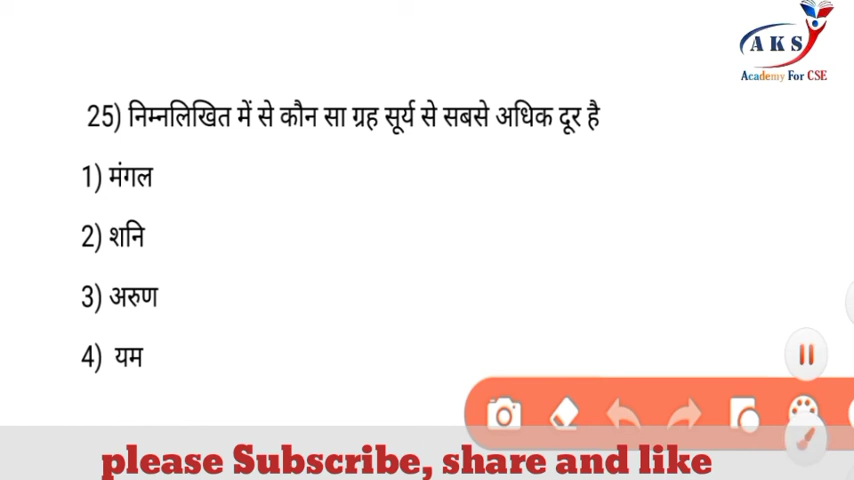 AKS
Academy For CSE
25) निम्नलिखित में से कौन सा ग्रह सूर्य से सबसे अधिक दूर है
1) मंगल
2) शनि
3) अरुण
4) यम
please Subscribe, share and like